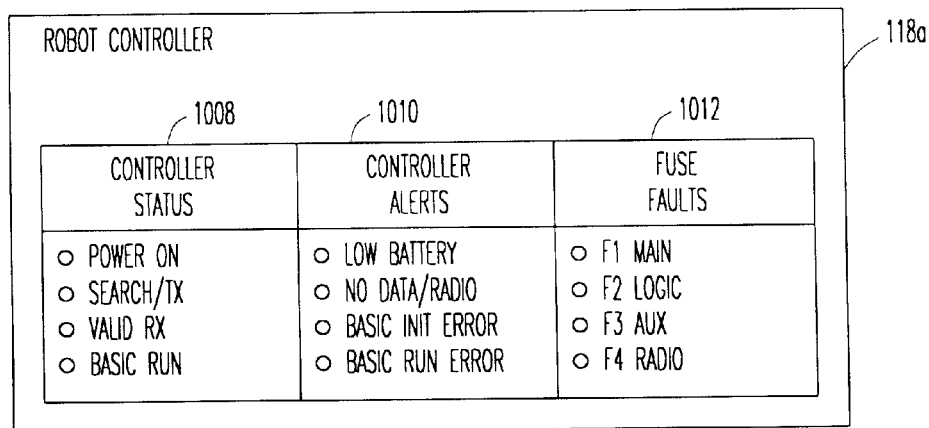 ROBOT CONTROLLER
118a
1008
1010
1012
CONTROLLER
STATUS
CONTROLLER
ALERTS
FUSE
FAULTS
POWER ON
SEARCH/TX
VALID RX
BASIC RUN
LOW BATTERY
NO DATA/RADIO
BASIC INIT ERROR
BASIC RUN ERROR
F1 MAIN
F2 LOGIC
F3 AUX
F4 RADIO